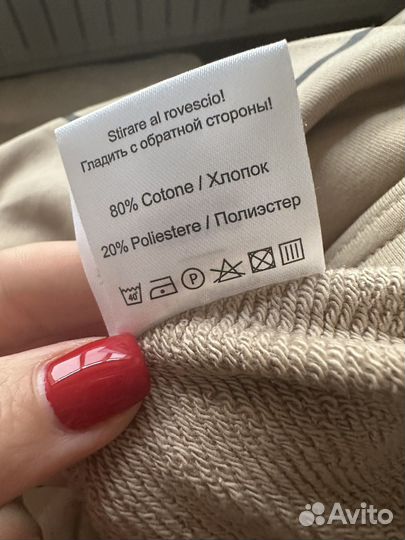 Stirare al rovescio!
Гладить с обратной стороны!
80% Cotone / Хлопок
20% Poliestere / Полиэстер
40° P
Avito